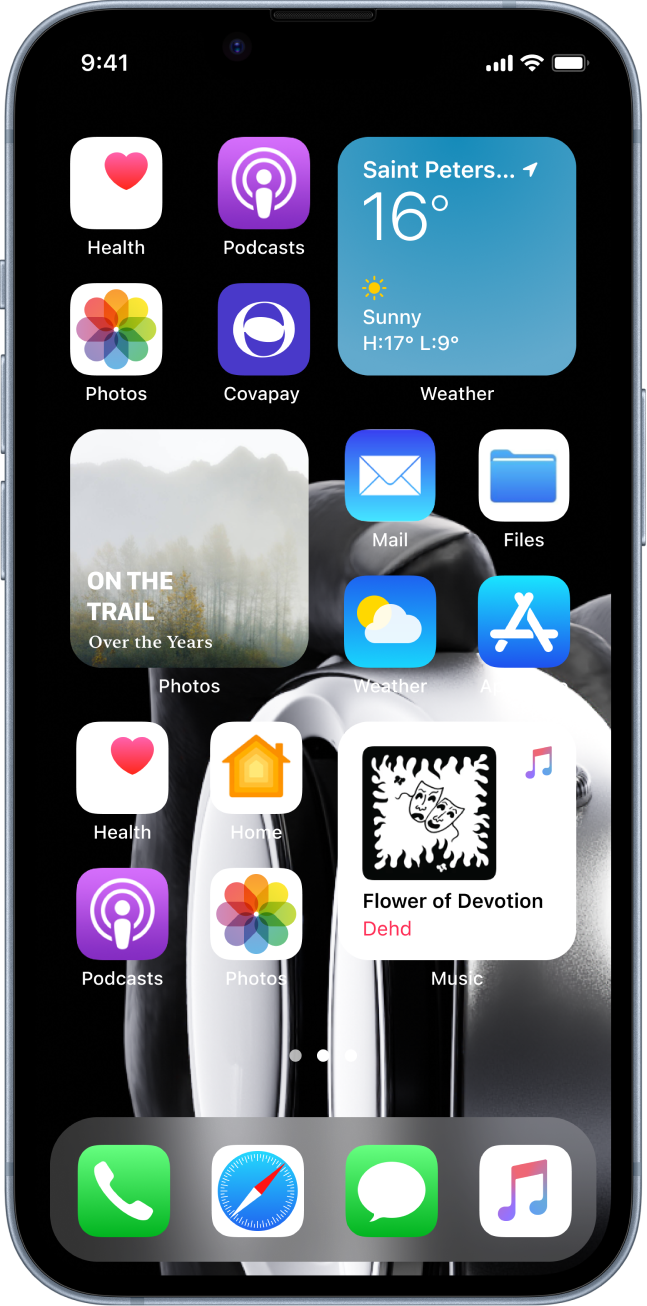 9:41
Health
Podcasts
Saint Peters...
16°
Sunny
H:17° L:9°
Photos
Covapay
Weather
ON THE
TRAIL
Over the Years
Mail
Files
Photos
Weather
Health
Home
Flower of Devotion
Dehd
Podcasts
Photos
Music